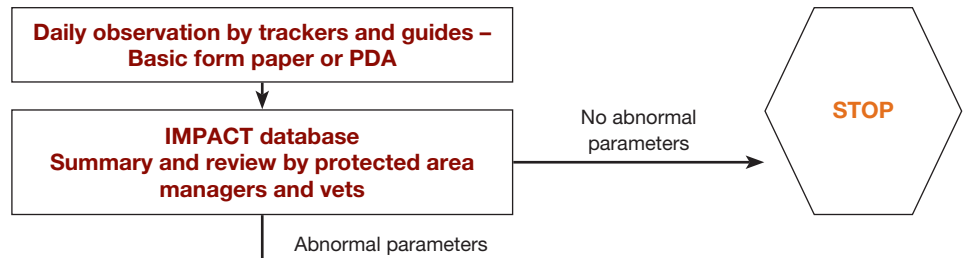 Daily observation by trackers and guides –
Basic form paper or PDA
IMPACT database
Summary and review by protected area
managers and vets
No abnormal
parameters
STOP
Abnormal parameters